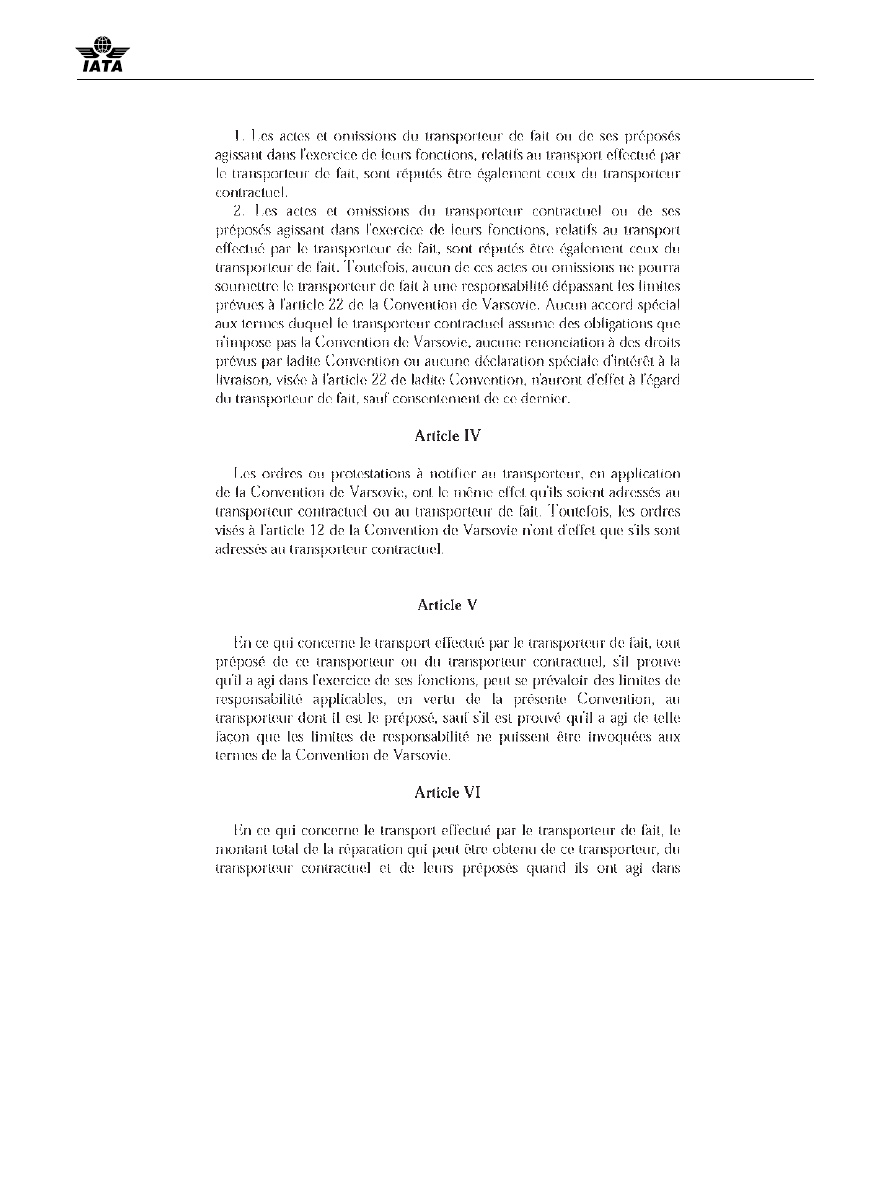 IATA
1. Les actes et omissions du transporteur de fait ou de ses préposés
agissant dans l'exercice de leurs fonctions, relatifs au transport effectué par
le transporteur de fait, sont réputés être également ceux du transporteur
contractuel.
2. Les actes et omissions du transporteur contractuel ou de ses
préposés agissant dans l'exercice de leurs fonctions, relatifs au transport
effectué par le transporteur de fait, sont réputés être également ceux du
transporteur de fait. Toutefois, aucun de ces actes ou omissions ne pourra
soumettre le transporteur de fait à une responsabilité dépassant les limites
prévues à l'article 22 de la Convention de Varsovie. Aucun accord spécial
aux termes duquel le transporteur contractuel assume des obligations que
n'impose pas la Convention de Varsovie, aucune renonciation à des droits
prévus par ladite Convention ou aucune déclaration spéciale d'intérêt à la
livraison, visée à l'article 22 de ladite Convention, n'auront d'effet à l'égard
du transporteur de fait, sauf consentement de ce dernier.
Article IV
Les ordres ou protestations à notifier au transporteur, en application
de la Convention de Varsovie, ont le même effet qu'ils soient adressés au
transporteur contractuel ou au transporteur de fait. Toutefois, les ordres
visés à l'article 12 de la Convention de Varsovie n'ont d'effet que s'ils sont
adressés au transporteur contractuel.
Article V
En ce qui concerne le transport effectué par le transporteur de fait, tout
préposé de ce transporteur ou du transporteur contractuel, s'il prouve
qu'il a agi dans l'exercice de ses fonctions, peut se prévaloir des limites de
responsabilité applicables, en vertu de la présente Convention, au
transporteur dont il est le préposé, sauf s'il est prouvé qu'il a agi de telle
façon que les limites de responsabilité ne puissent être invoquées aux
termes de la Convention de Varsovie.
Article VI
En ce qui concerne le transport effectué par le transporteur de fait, le
montant total de la réparation qui peut être obtenu de ce transporteur, du
transporteur contractuel et de leurs préposés quand ils ont agi dans